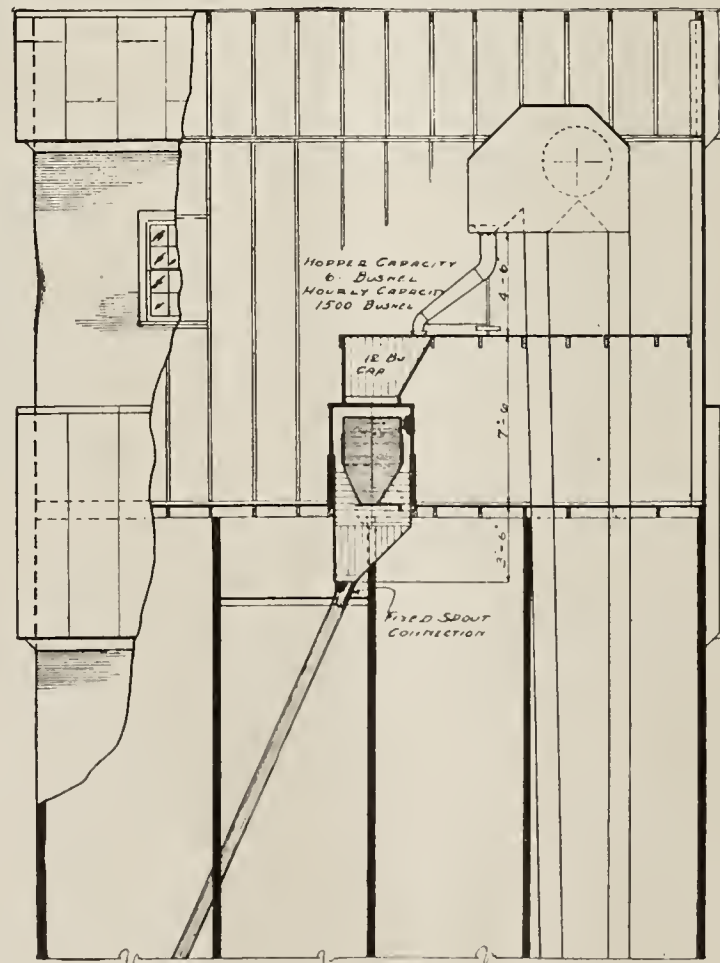 HOPPER CAPACITY
6 BUSHEL
HOURLY CAPACITY
1500 BUSHEL
12 BU
CAP
4'-6
7'-6
3'-6"
FIXED SPOUT
CONNECTION